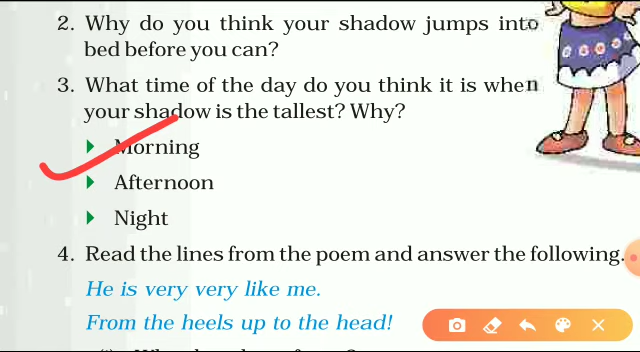 2. Why do you think your shadow jumps into
bed before you can?
3. What time of the day do you think it is when
your shadow is the tallest? Why?
Morning
Afternoon
Night
4. Read the lines from the poem and answer the following.
He is very very like me.
From the heels up to the head!